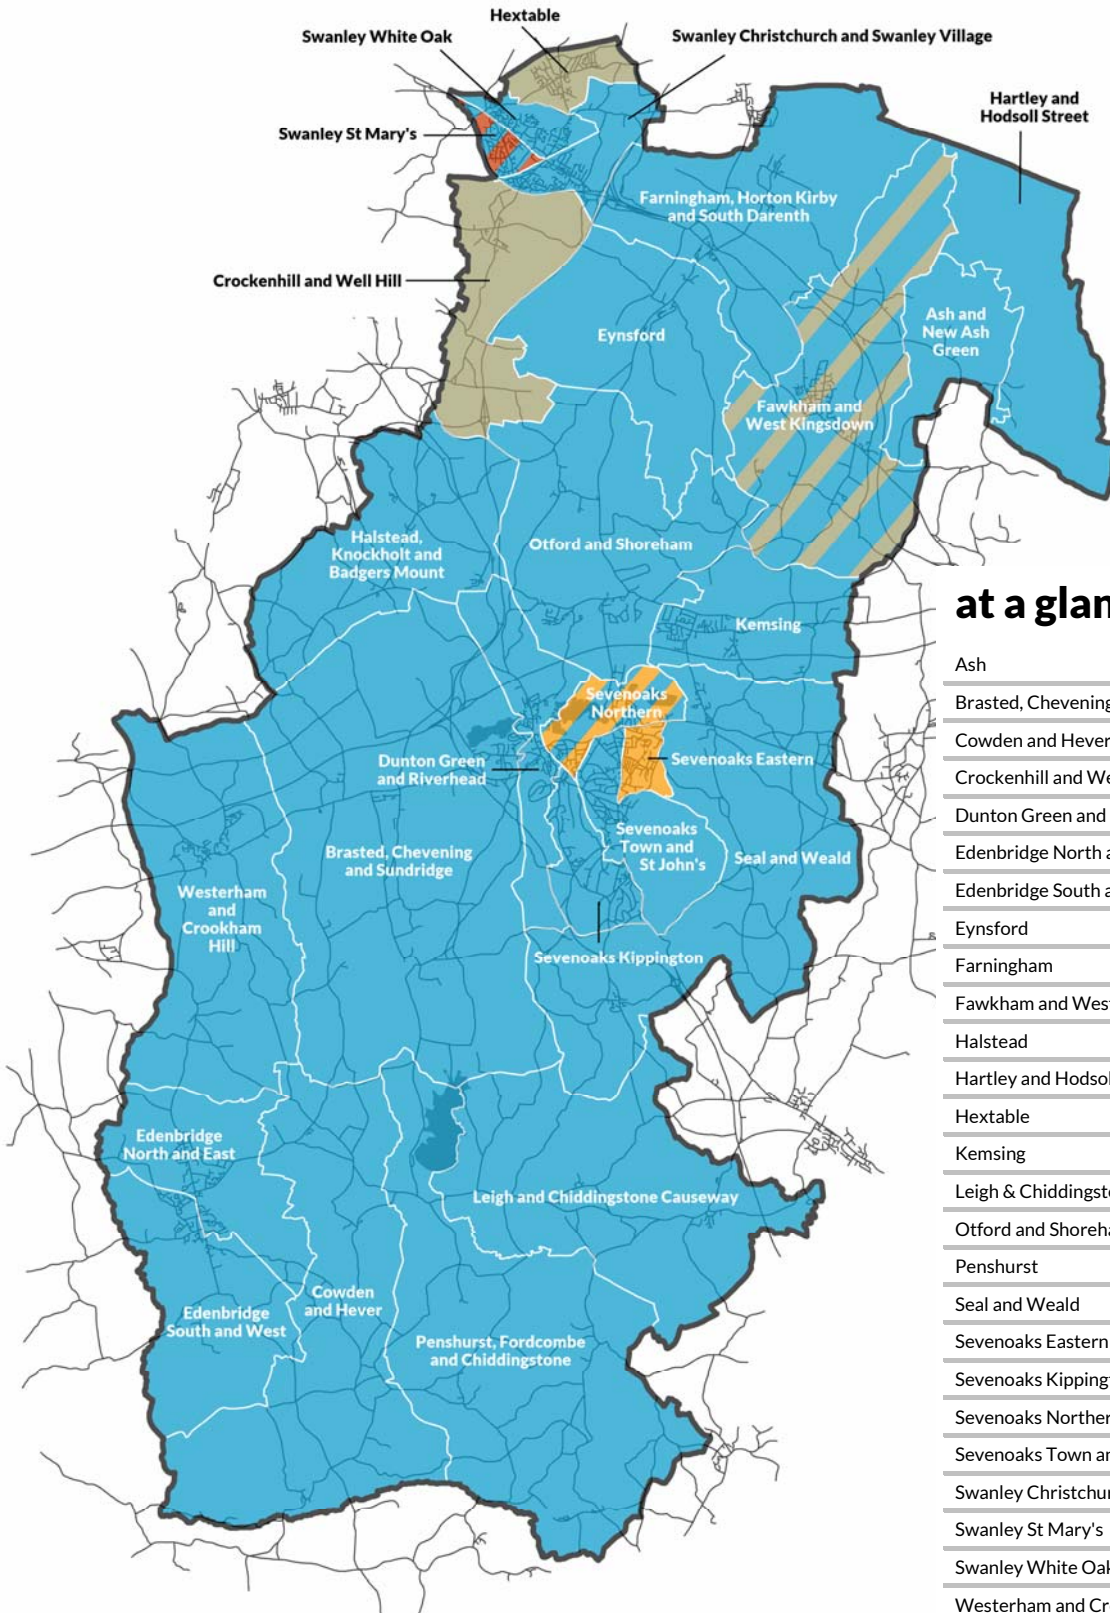 Hextable
Swanley White Oak
Swanley Christchurch and Swanley Village
Hartley and
Hodsoll Street
Swanley St Mary's
Farningham, Horton Kirby
and South Darenth
Crockenhill and Well Hill
Eynsford
Ash and
New Ash
Green
Fawkham and
West Kingsdown
Halstead,
Knockholt and
Badgers Mount
Otford and Shoreham
Kemsing
Sevenoaks
Northern
Dunton Green
and Riverhead
Sevenoaks Eastern
Sevenoaks
Town and
St John's
Brasted, Chevening
and Sundridge
Seal and Weald
Westerham
and
Crookham
Hill
Sevenoaks Kippington
Edenbridge
North and East
Leigh and Chiddingstone Causeway
Cowden
and Hever
Edenbridge
South and West
Penshurst, Fordcombe
and Chiddingstone
at a glan
Ash
Brasted, Chevening
Cowden and Hever
Crockenhill and We
Dunton Green and
Edenbridge North a
Edenbridge South a
Eynsford
Farningham
Fawkham and Wes
Halstead
Hartley and Hodsol
Hextable
Kemsing
Leigh & Chiddingsto
Otford and Shoreha
Penshurst
Seal and Weald
Sevenoaks Eastern
Sevenoaks Kipping
Sevenoaks Norther
Sevenoaks Town an
Swanley Christchur
Swanley St Mary's
Swanley White Oak
Westerham and Cr